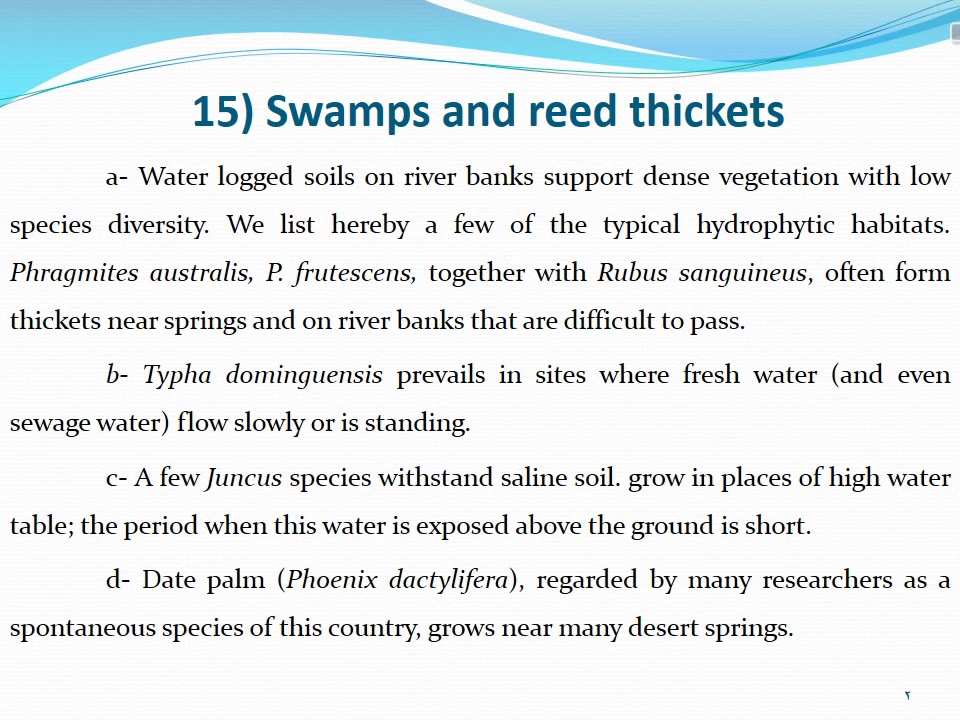 15) Swamps and reed thickets
a- Water logged soils on river banks support dense vegetation with low
species diversity. We list hereby a few of the typical hydrophytic habitats.
Phragmites australis, P. frutescens, together with Rubus sanguineus, often form
thickets near springs and on river banks that are difficult to pass.
b- Typha dominguensis prevails in sites where fresh water (and even
sewage water) flow slowly or is standing.
c- A few Juncus species withstand saline soil. grow in places of high water
table; the period when this water is exposed above the ground is short.
d- Date palm (Phoenix dactylifera), regarded by many researchers as a
spontaneous species of this country, grows near many desert springs.
٢